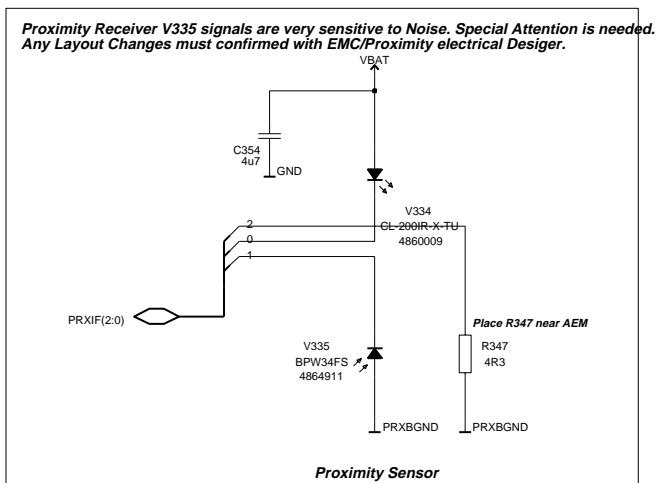 Proximity Receiver V335 signals are very sensitive to Noise. Special Attention is needed.
Any Layout Changes must confirmed with EMC/Proximity electrical Desiger.
VBAT
C354
4u7
GND
V334
CL-200IR-X-TU
4860009
2
0
1
PRXIF(2:0)
Place R347 near AEM
V335
BPW34FS
4864911
R347
4R3
PRXBGND
PRXBGND
Proximity Sensor